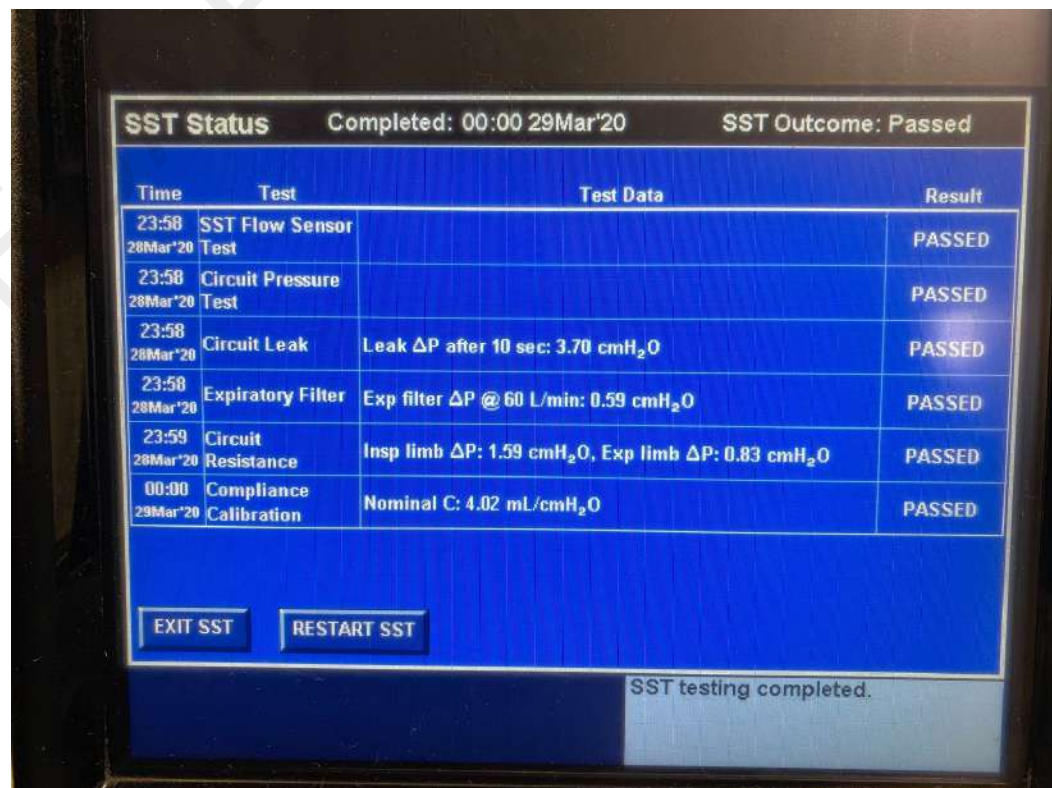 SST Status Completed: 00:00 29Mar'20 SST Outcome: Passed
Time Test Test Data Result
23:58 SST Flow Sensor
28Mar'20 Test PASSED
23:58 Circuit Pressure
28Mar'20 Test PASSED
23:58
28Mar'20 Circuit Leak Leak ΔP after 10 sec: 3.70 cmH₂O PASSED
23:58
28Mar'20 Expiratory Filter Exp filter ΔP @ 60 L/min: 0.59 cmH₂O PASSED
23:59 Circuit
28Mar'20 Resistance Insp limb ΔP: 1.59 cmH₂O, Exp limb ΔP: 0.83 cmH₂O PASSED
00:00 Compliance
29Mar'20 Calibration Nominal C: 4.02 mL/cmH₂O PASSED
EXIT SST RESTART SST
SST testing completed.